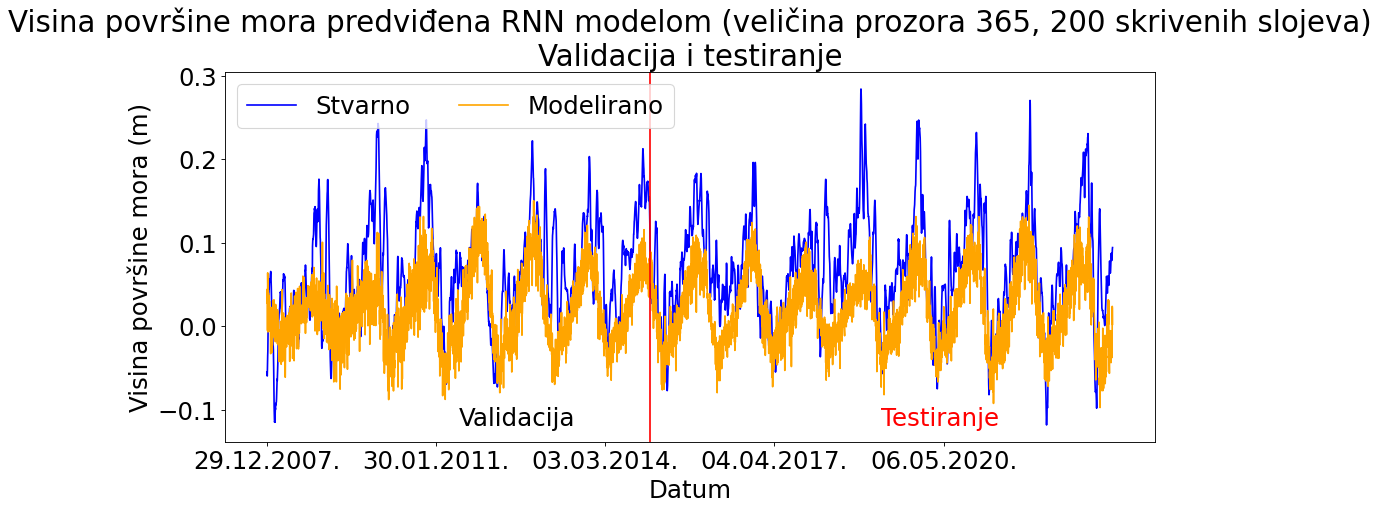 Visina površine mora predviđena RNN modelom (veličina prozora 365, 200 skrivenih slojeva)
Validacija i testiranje
Stvarno
Modelirano
Visina površine mora (m)
0.3
0.2
0.1
0.0
−0.1
Validacija
Testiranje
29.12.2007.
30.01.2011.
03.03.2014.
04.04.2017.
06.05.2020.
Datum